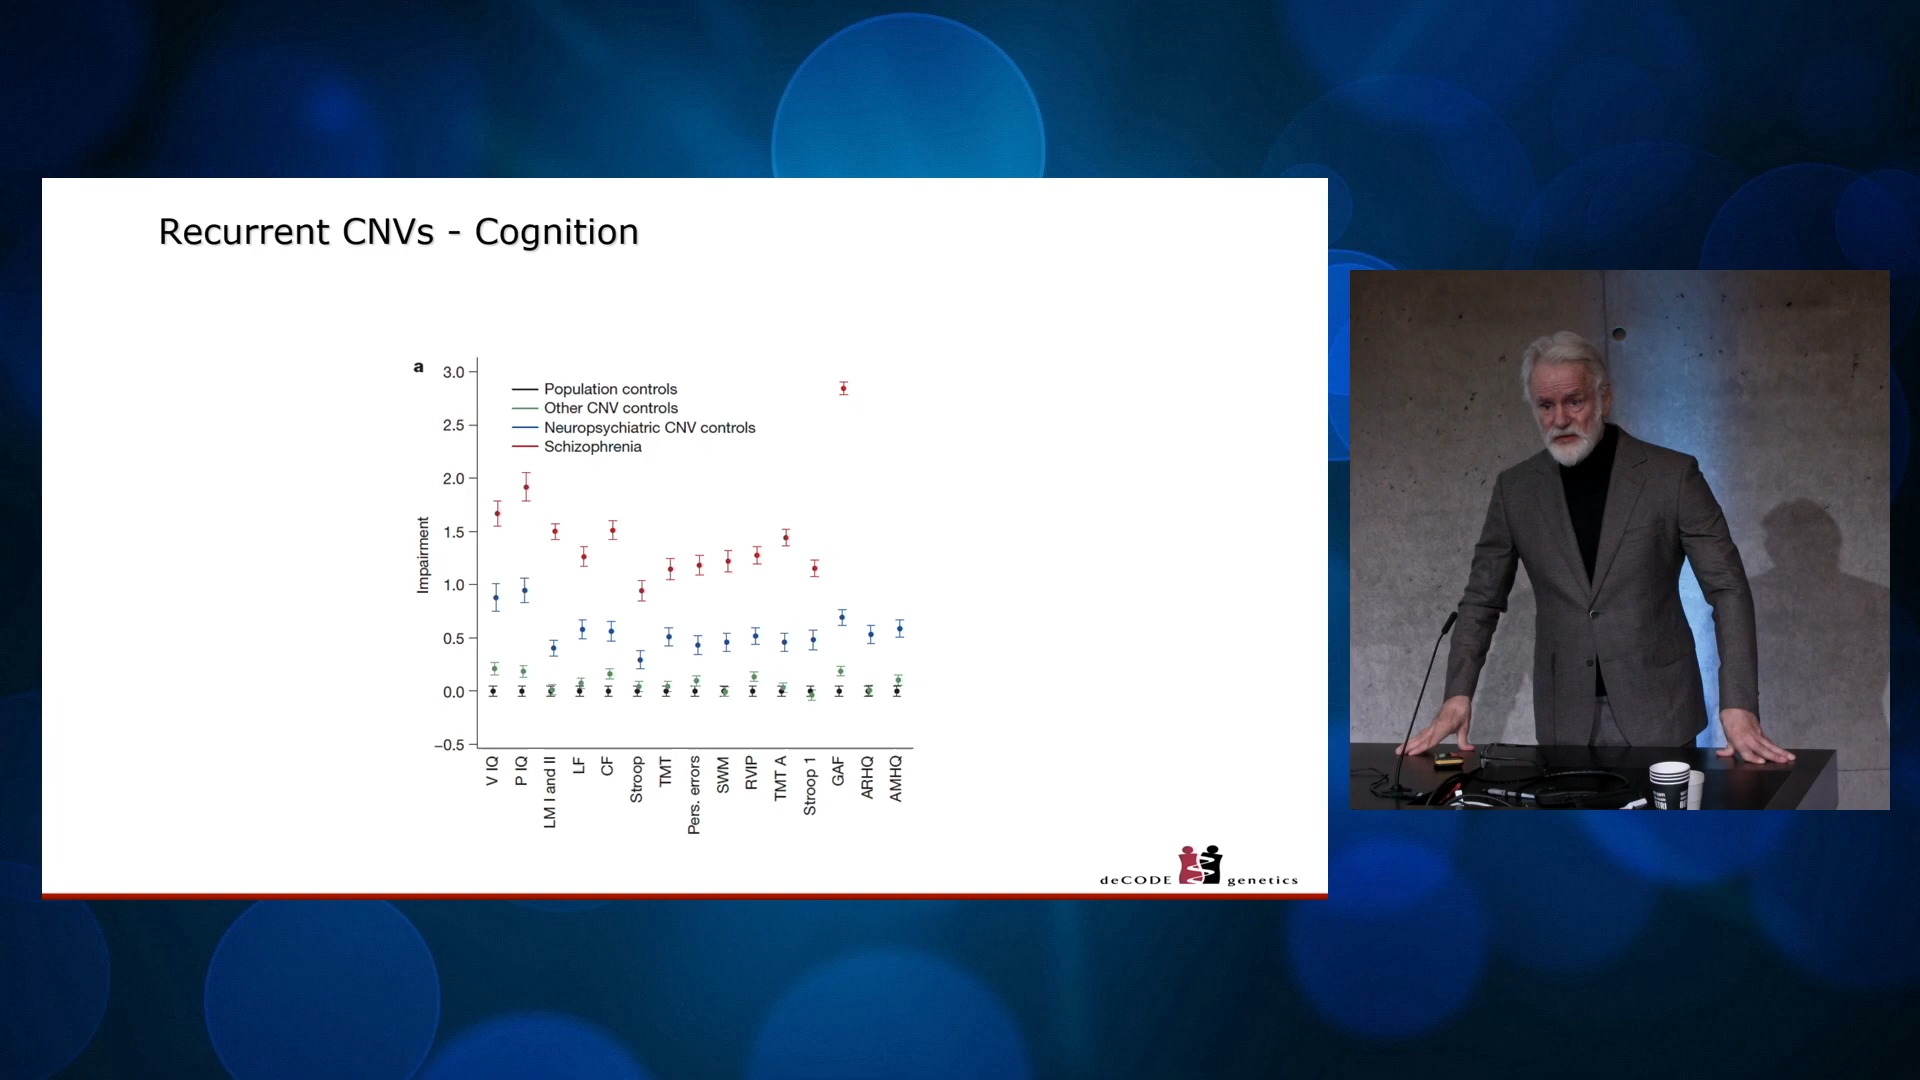 Recurrent CNVs - Cognition
a
3.0
2.5
2.0
1.5
1.0
0.5
0.0
–0.5
Impairment
Population controls
Other CNV controls
Neuropsychiatric CNV controls
Schizophrenia
V IQ
P IQ
LM I and II
LF
CF
Stroop
TMT
Pers. errors
SWM
RVIP
TMT A
Stroop 1
GAF
ARHQ
AMHQ
deCODE genetics